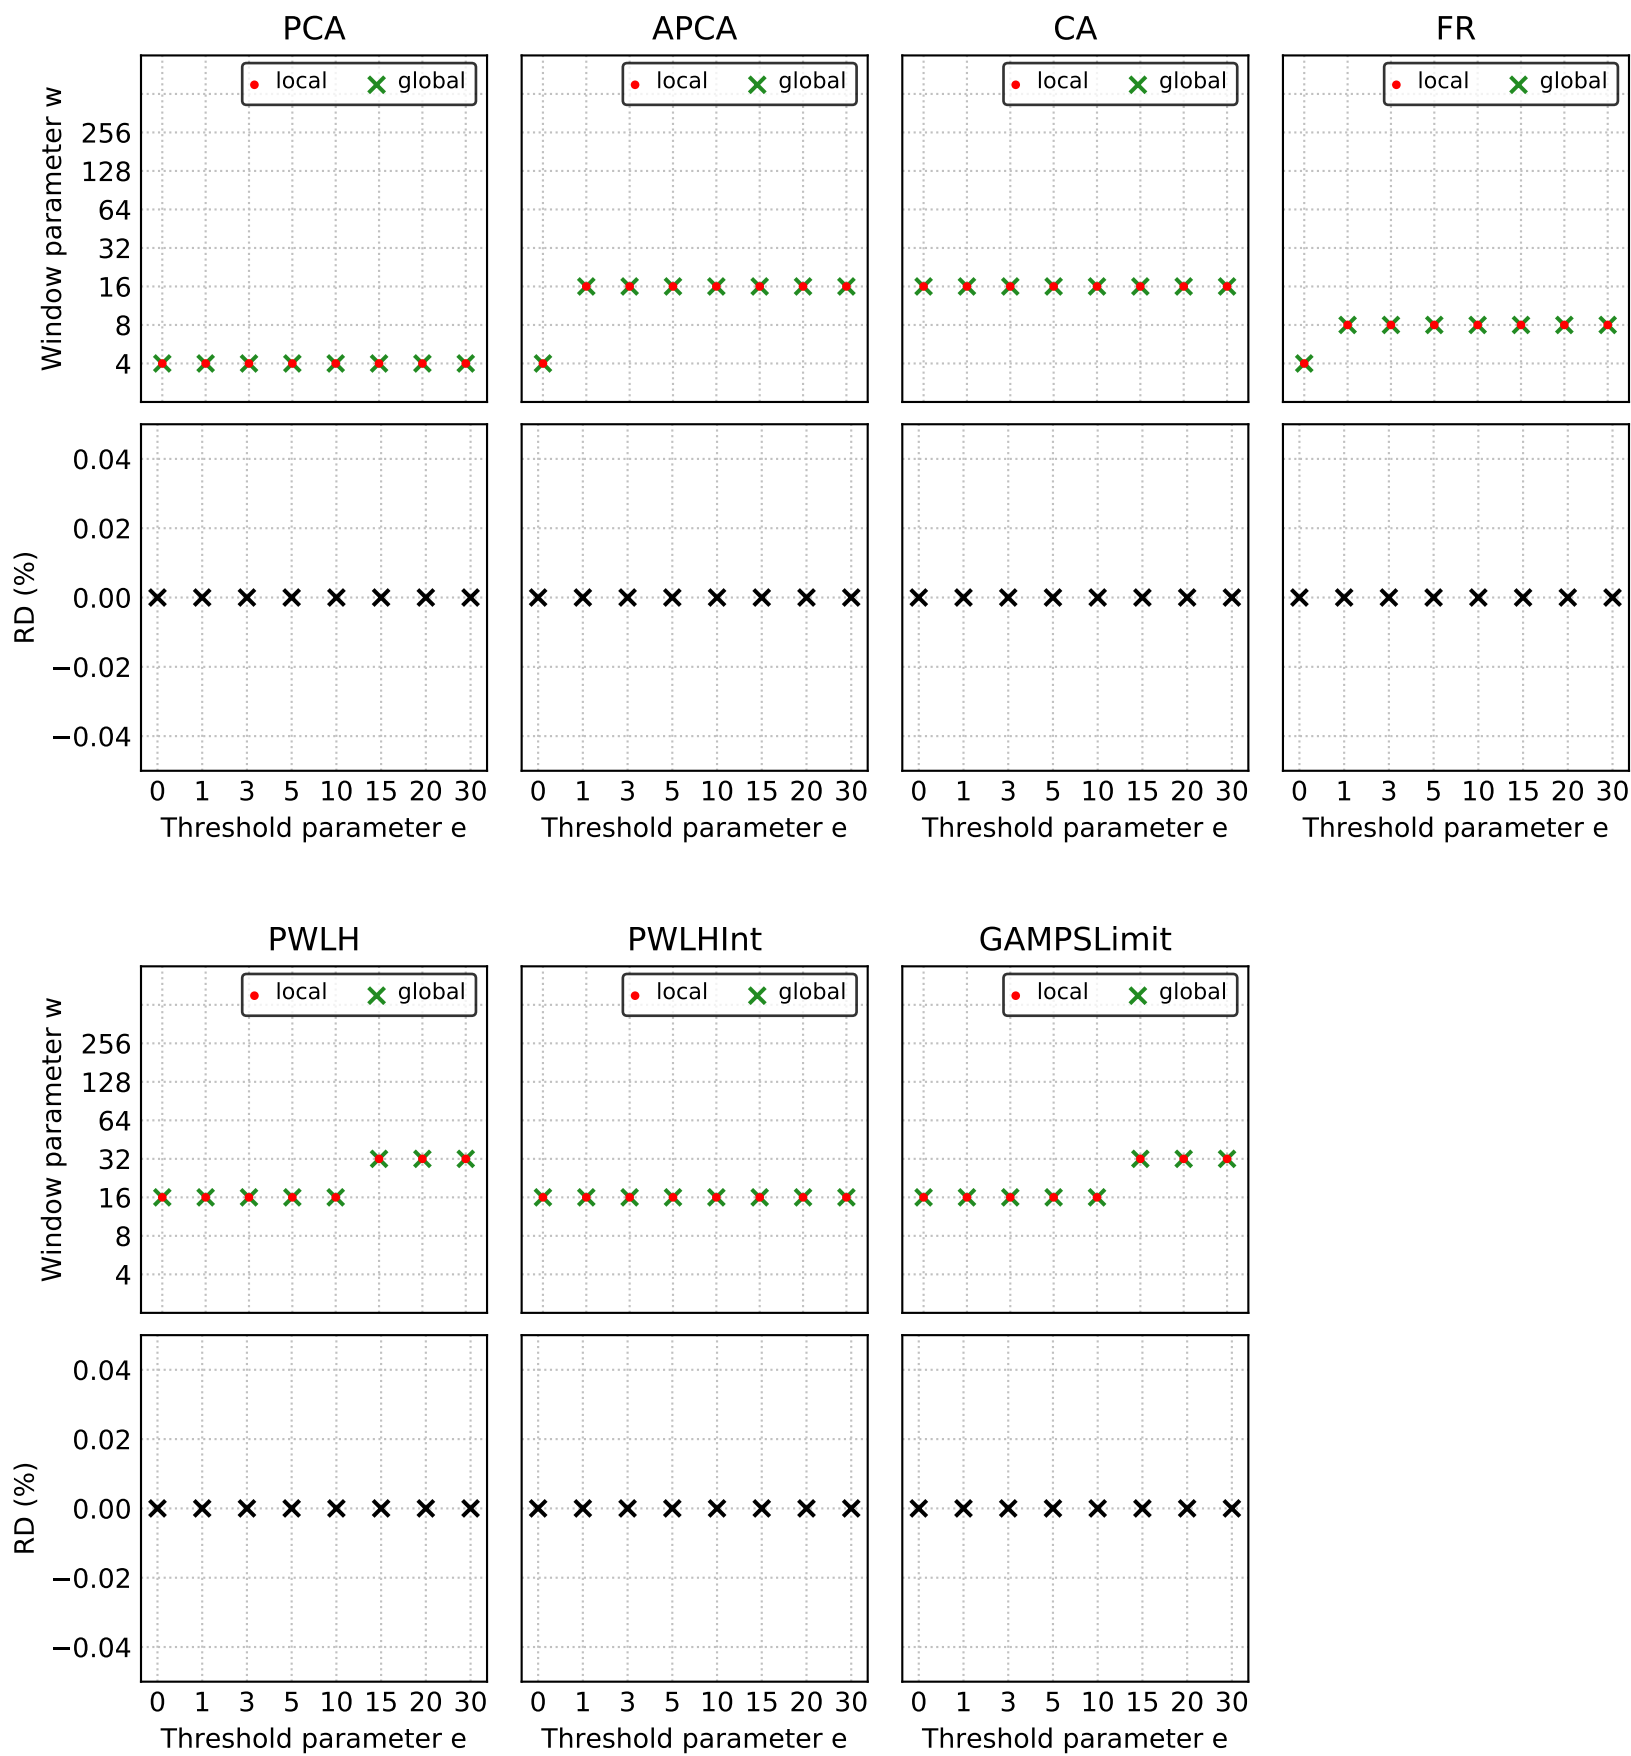 PCA APCA CA FR
local global local global local global local global
Window parameter w
256
128
64
32
16
8
4
RD (%)
0.04
0.02
0.00
−0.02
−0.04
0 1 3 5 10 15 20 30 0 1 3 5 10 15 20 30 0 1 3 5 10 15 20 30 0 1 3 5 10 15 20 30
Threshold parameter e Threshold parameter e Threshold parameter e Threshold parameter e
PWLH PWLHInt GAMPSLimit
local global local global local global
Window parameter w
256
128
64
32
16
8
4
RD (%)
0.04
0.02
0.00
−0.02
−0.04
0 1 3 5 10 15 20 30 0 1 3 5 10 15 20 30 0 1 3 5 10 15 20 30
Threshold parameter e Threshold parameter e Threshold parameter e